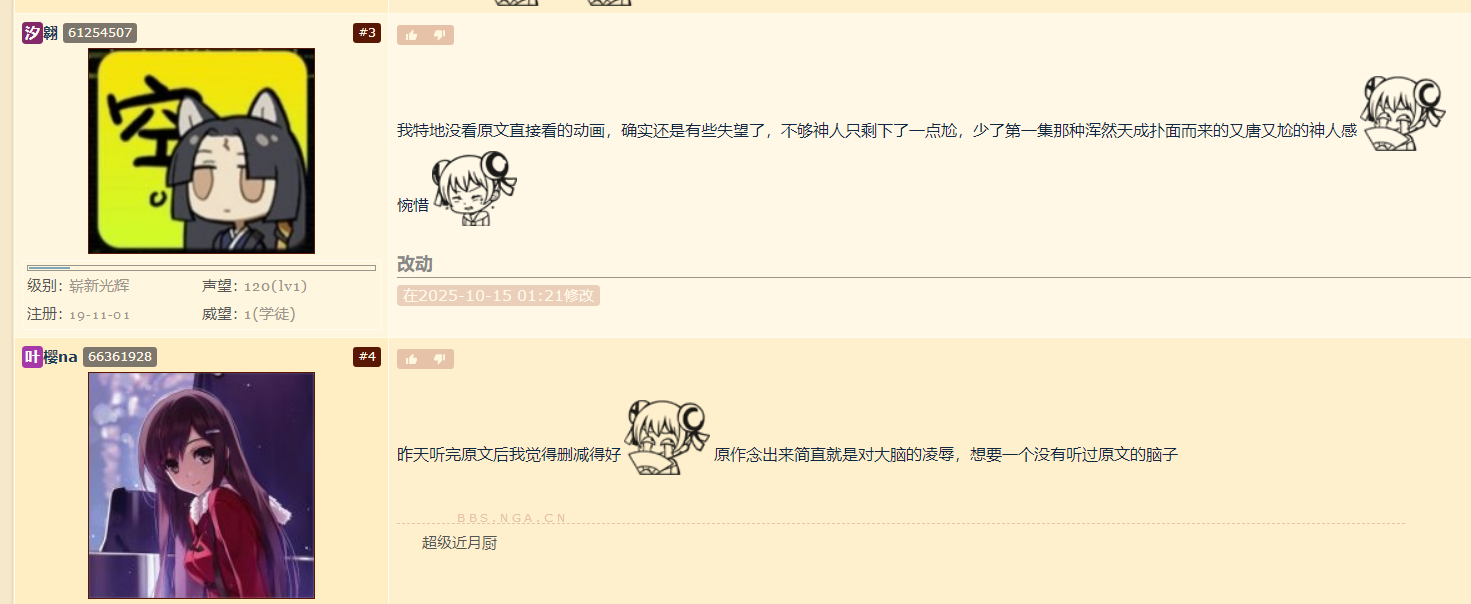 汐翱 61254507 #3
空。
我特地没看原文直接看的动画，确实还是有些失望了，不够神人只剩下了一点尬，少了第一集那种浑然天成扑面而来的又唐又尬的神人感
惋惜
改动
在2025-10-15 01:21修改
级别：崭新光辉 声望：120(lv1)
注册：19-11-01 威望：1(学徒)
叶樱na 66361928 #4
昨天听完原文后我觉得删减得好 原作念出来简直就是对大脑的凌辱，想要一个没有听过原文的脑子
BBS.NGA.CN
超级近月厨